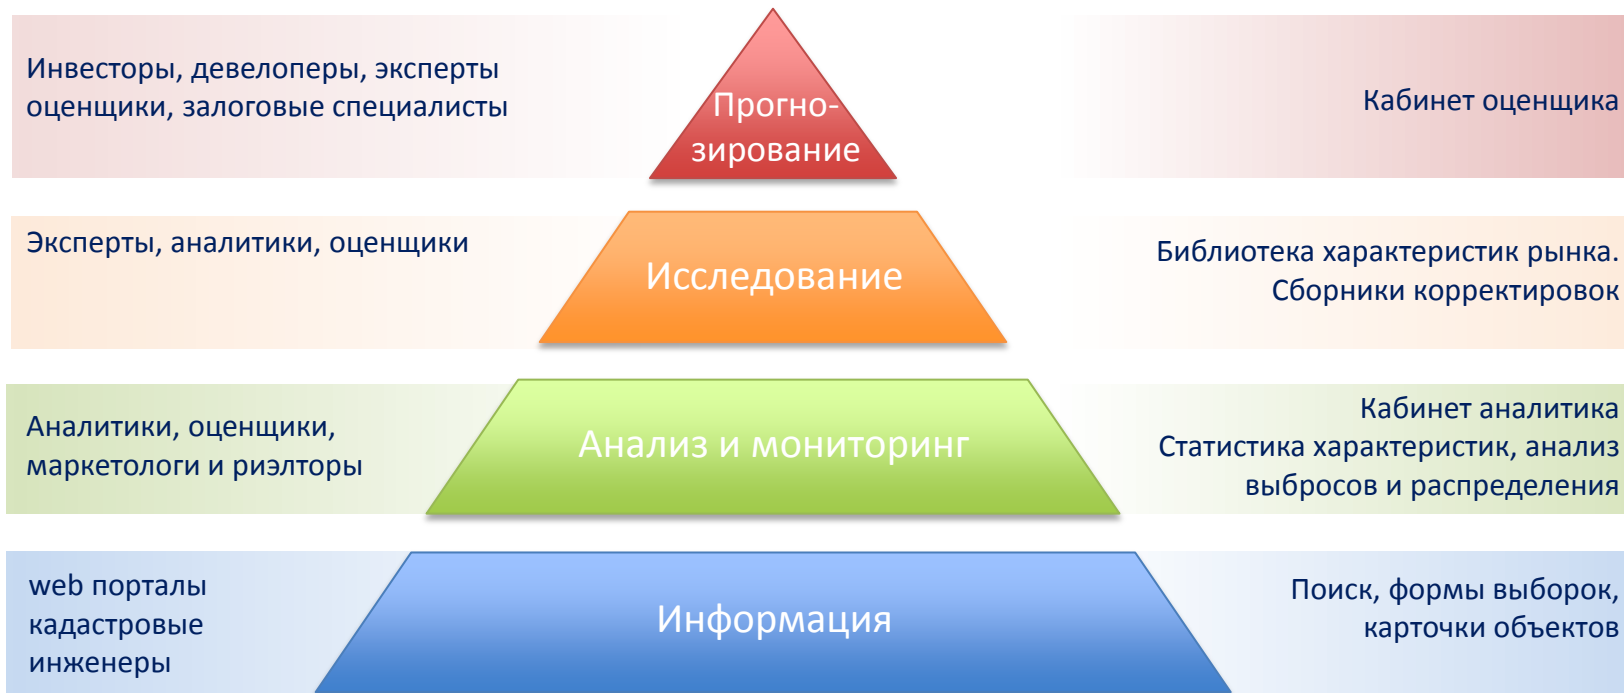 Инвесторы, девелоперы, эксперты
оценщики, залоговые специалисты
Прогно-
зирование
Кабинет оценщика
Эксперты, аналитики, оценщики
Исследование
Библиотека характеристик рынка.
Сборники корректировок
Аналитики, оценщики,
маркетологи и риэлторы
Анализ и мониторинг
Кабинет аналитика
Статистика характеристик, анализ
выбросов и распределения
web порталы
кадастровые
инженеры
Информация
Поиск, формы выборок,
карточки объектов